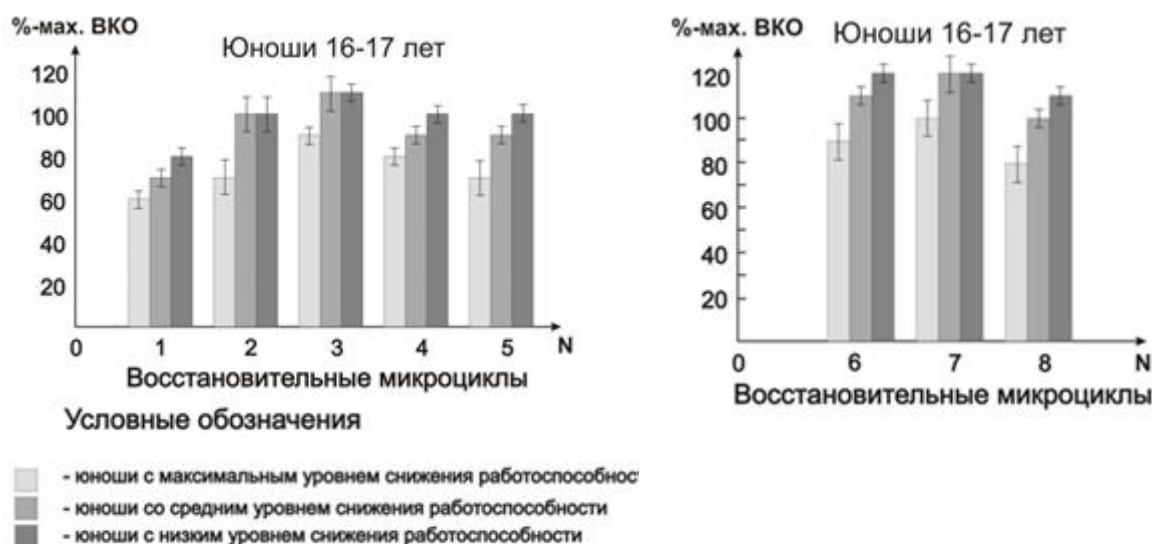 %-мах. ВКО
Юноши 16-17 лет
120
100
80
60
40
20
0
1
2
3
4
5
N
Восстановительные микроциклы
Условные обозначения
- юноши с максимальным уровнем снижения работоспособнос
- юноши со средним уровнем снижения работоспособности
- юноши с низким уровнем снижения работоспособности
%-мах. ВКО
Юноши 16-17 лет
120
100
80
60
40
20
0
6
7
8
N
Восстановительные микроциклы